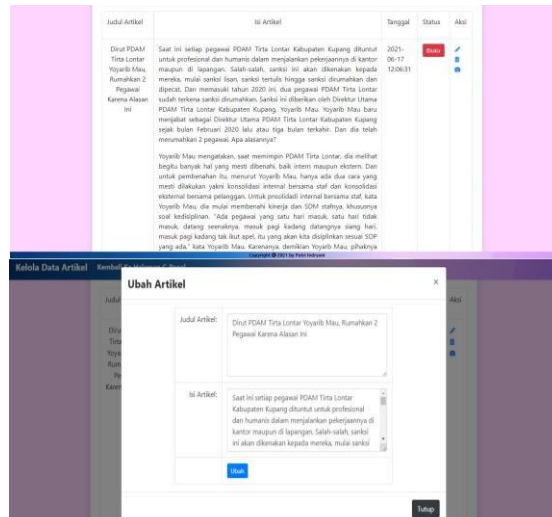 Judul Artikel Isi Artikel Tanggal Status Aksi
Dirut PDAM
Tirta Lontar
Yoyarib Mau,
Rumahkan 2
Pegawai
Karena Alasan
Ini
Saat ini setiap pegawai PDAM Tirta Lontar Kabupaten Kupang dituntut
untuk profesional dan humanis dalam menjalankan pekerjaannya di kantor
maupun di lapangan. Salah-salah, sanksi ini akan dikenakan kepada
mereka, mulai sanksi lisan, sanksi tertulis hingga sanksi dirumahkan dan
dipecat. Dan memasuki tahun 2020 ini, dua pegawai PDAM Tirta Lontar
sudah terkena sanksi dirumahkan. Sanksi ini diberikan oleh Direktur Utama
PDAM Tirta Lontar Kabupaten Kupang, Yoyarib Mau. Yoyarib Mau baru
menjabat sebagai Direktur Utama PDAM Tirta Lontar Kabupaten Kupang
sejak bulan Februari 2020 lalu atau tiga bulan terkahir. Dan dia telah
merumahkan 2 pegawai. Apa alasannya?
Yoyarib Mau mengatakan, saat memimpin PDAM Tirta Lontar, dia melihat
begitu banyak hal yang mesti dibenahi, baik intern maupun ekstern. Dan
untuk pembenahan itu, menurut Yoyarib Mau, hanya ada dua cara yang
mesti dilakukan yakni konsolidasi internal bersama staf dan konsolidasi
eksternal bersama pelanggan. Untuk konsolidasi internal bersama staf, kata
Yoyarib Mau, dia mulai membenahi kinerja dan SDM stafnya, khususnya
soal kedisiplinan. "Ada pegawai yang satu hari masuk, satu hari tidak
masuk, datang seenaknya, masuk pagi kadang datangnya siang hari,
masuk pagi kadang tak ikut apel, itu yang akan kita disiplinkan sesuai SOP
yang ada," kata Yoyarib Mau. Karenanya, demikian Yoyarib Mau, pihaknya
2021-
06-17
12:06:31
Copyright @ 2021 by Putri Indryani
Kelola Data Artikel Kembali Ke Halaman C-Panel
Ubah Artikel ×
Judul Artikel:
Dirut PDAM Tirta Lontar Yoyarib Mau, Rumahkan 2
Pegawai Karena Alasan Ini
Isi Artikel:
Saat ini setiap pegawai PDAM Tirta Lontar
Kabupaten Kupang dituntut untuk profesional
dan humanis dalam menjalankan pekerjaannya di
kantor maupun di lapangan. Salah-salah, sanksi
ini akan dikenakan kepada mereka, mulai sanksi
Ubah
Tutup
Aksi